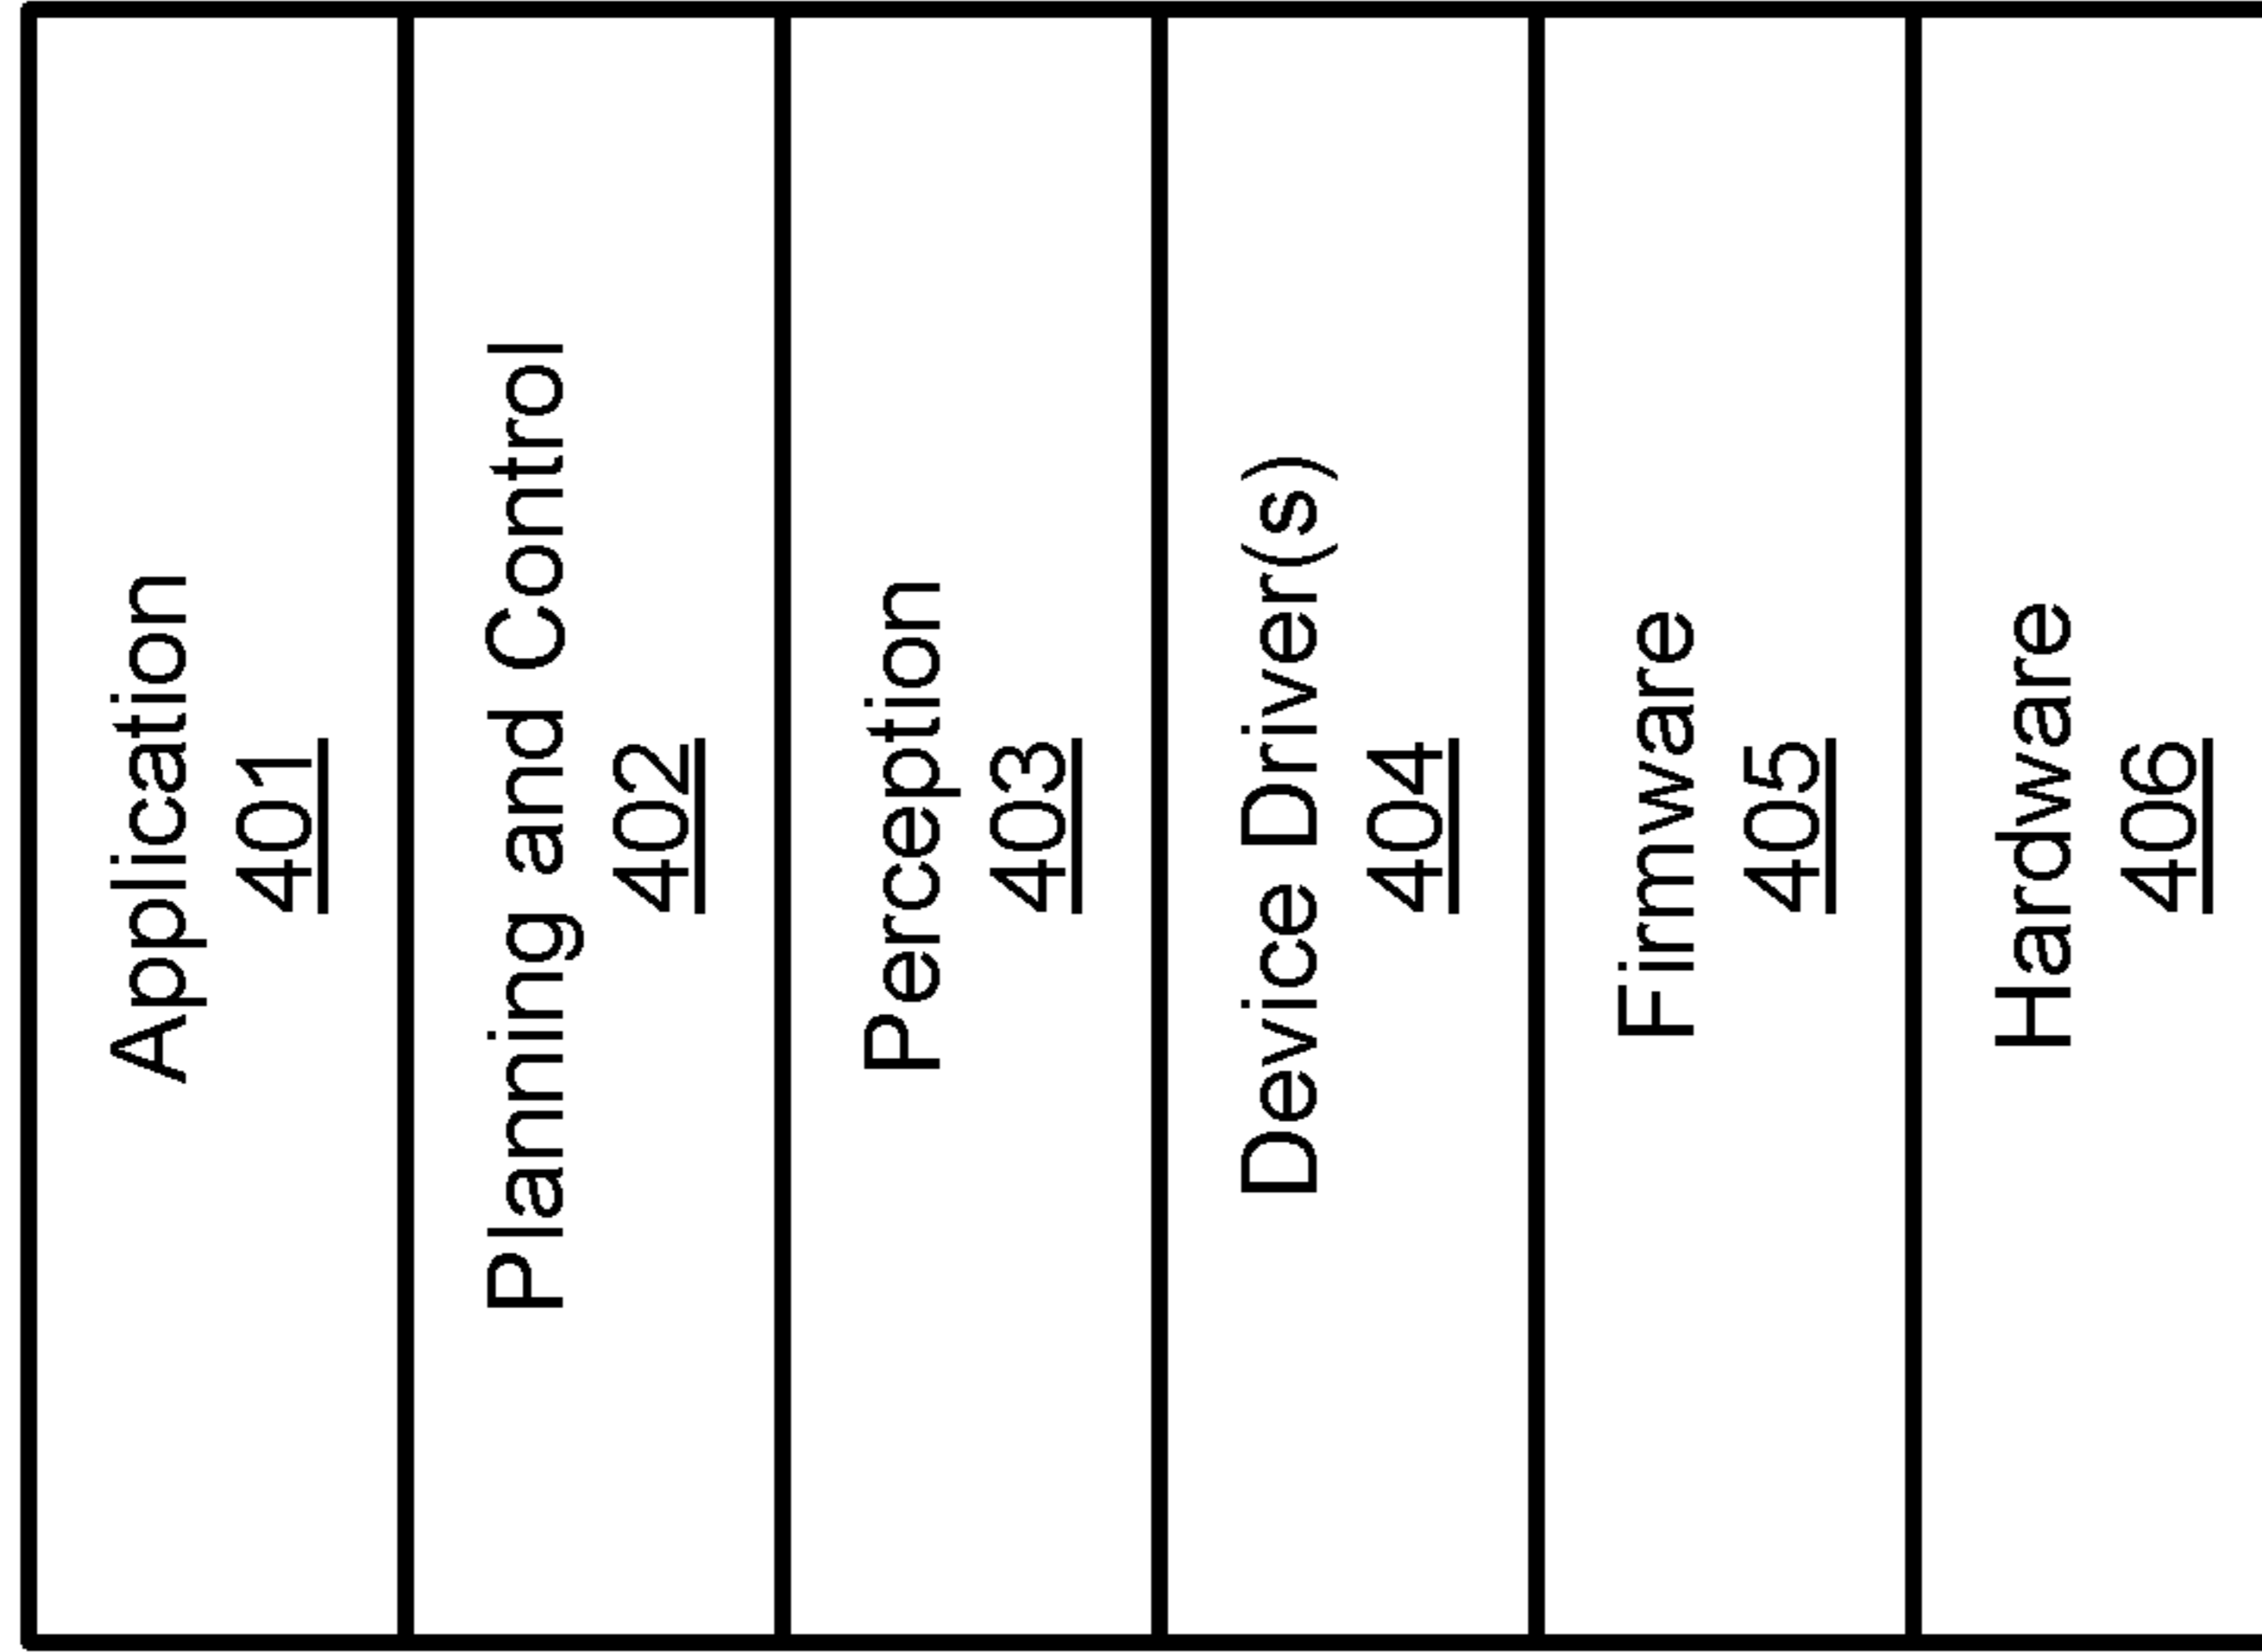 Application
401
Planning and Control
402
Perception
403
Device Driver(s)
404
Firmware
405
Hardware
406